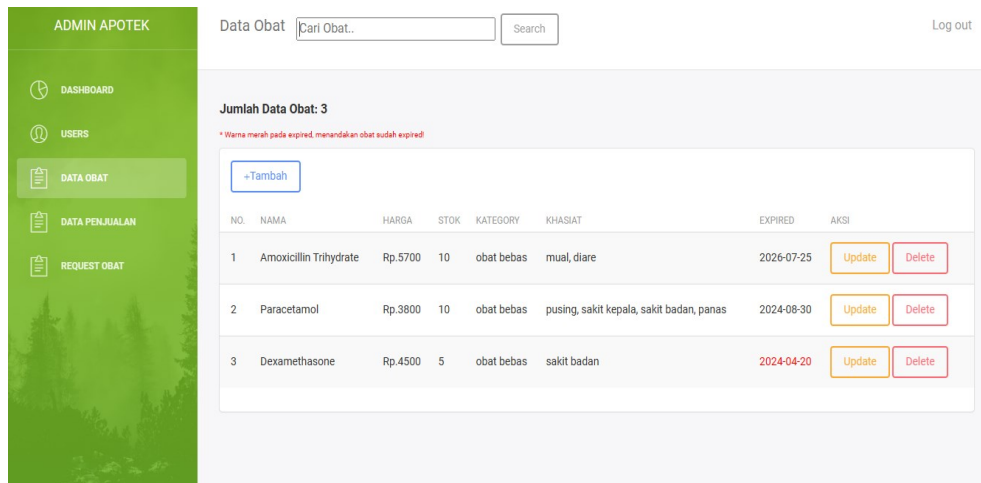 ADMIN APOTEK
DASHBOARD
USERS
DATA OBAT
DATA PENJUALAN
REQUEST OBAT
Data Obat Cari Obat.. Search Log out
Jumlah Data Obat: 3
* Warna merah pada expired, menandakan obat sudah expired!
+Tambah
NO. NAMA HARGA STOK KATEGORY KHASIAT EXPIRED AKSI
1 Amoxicillin Trihydrate Rp.5700 10 obat bebas mual, diare 2026-07-25 Update Delete
2 Paracetamol Rp.3800 10 obat bebas pusing, sakit kepala, sakit badan, panas 2024-08-30 Update Delete
3 Dexamethasone Rp.4500 5 obat bebas sakit badan 2024-04-20 Update Delete